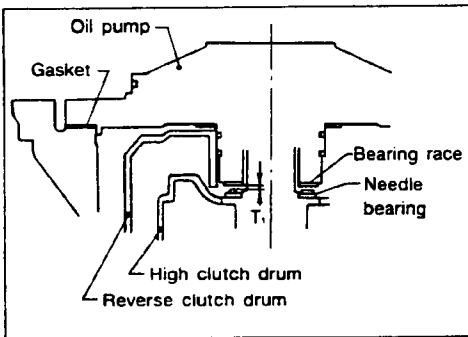 Oil pump
Gasket
Bearing race
Needle
bearing
T₁
High clutch drum
Reverse clutch drum